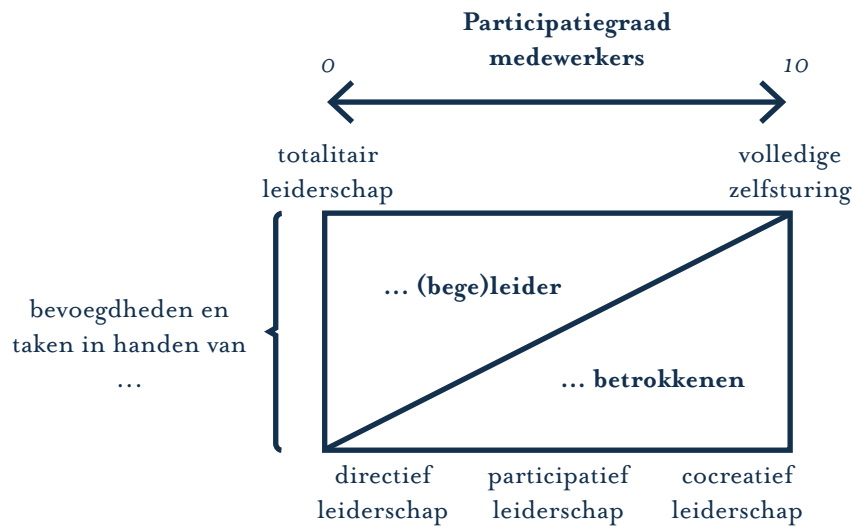 Participatiegraad
medewerkers
0
10
totalitair
leiderschap
volledige
zelfsturing
... (bege)leider
bevoegdheden en
taken in handen van
...
... betrokkenen
directief
leiderschap
participatief
leiderschap
cocreatief
leiderschap